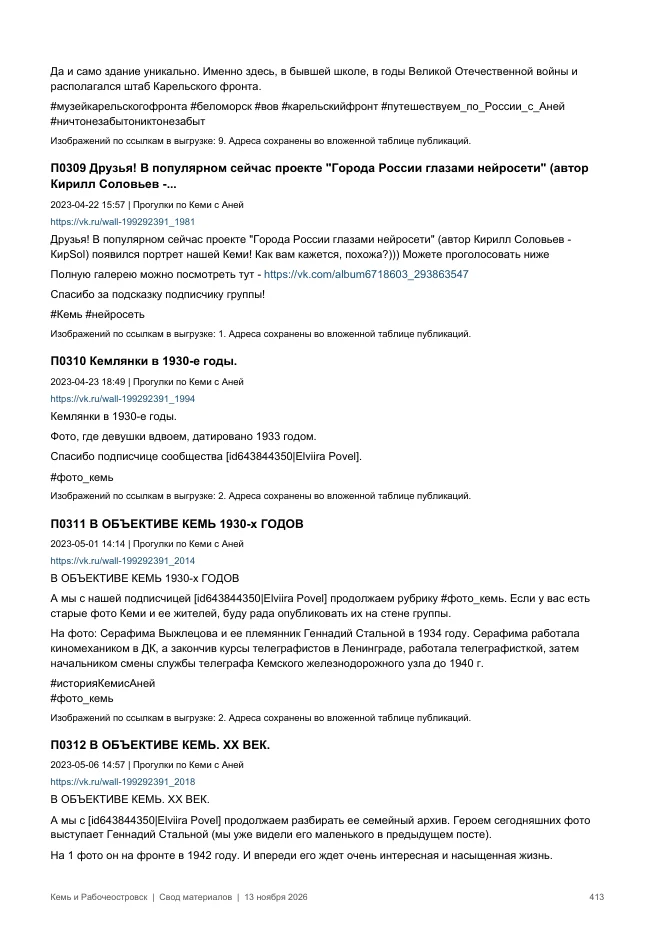 Да и само здание уникально. Именно здесь, в бывшей школе, в годы Великой Отечественной войны и
располагался штаб Карельского фронта.
#музейкарельскогофронта #беломорск #вов #карельскийфронт #путешествуем_по_России_с_Аней
#ничтонезабытониктонезабыт
Изображений по ссылкам в выгрузке: 9. Адреса сохранены во вложенной таблице публикаций.
П0309 Друзья! В популярном сейчас проекте "Города России глазами нейросети" (автор
Кирилл Соловьев -...
2023-04-22 15:57 | Прогулки по Кеми с Аней
https://vk.ru/wall-199292391_1981
Друзья! В популярном сейчас проекте "Города России глазами нейросети" (автор Кирилл Соловьев -
КирSol) появился портрет нашей Кеми! Как вам кажется, похожа?))) Можете проголосовать ниже
Полную галерею можно посмотреть тут - https://vk.com/album6718603_293863547
Спасибо за подсказку подписчику группы!
#Кемь #нейросеть
Изображений по ссылкам в выгрузке: 1. Адреса сохранены во вложенной таблице публикаций.
П0310 Кемлянки в 1930-е годы.
2023-04-23 18:49 | Прогулки по Кеми с Аней
https://vk.ru/wall-199292391_1994
Кемлянки в 1930-е годы.
Фото, где девушки вдвоем, датировано 1933 годом.
Спасибо подписчице сообщества [id643844350|Elviira Povel].
#фото_кемь
Изображений по ссылкам в выгрузке: 2. Адреса сохранены во вложенной таблице публикаций.
П0311 В ОБЪЕКТИВЕ КЕМЬ 1930-х ГОДОВ
2023-05-01 14:14 | Прогулки по Кеми с Аней
https://vk.ru/wall-199292391_2014
В ОБЪЕКТИВЕ КЕМЬ 1930-х ГОДОВ
А мы с нашей подписчицей [id643844350|Elviira Povel] продолжаем рубрику #фото_кемь. Если у вас есть
старые фото Кеми и ее жителей, буду рада опубликовать их на стене группы.
На фото: Серафима Выжлецова и ее племянник Геннадий Стальной в 1934 году. Серафима работала
киномехаником в ДК, а закончив курсы телеграфистов в Ленинграде, работала телеграфисткой, затем
начальником смены службы телеграфа Кемского железнодорожного узла до 1940 г.
#историяКемисАней
#фото_кемь
Изображений по ссылкам в выгрузке: 2. Адреса сохранены во вложенной таблице публикаций.
П0312 В ОБЪЕКТИВЕ КЕМЬ. XX ВЕК.
2023-05-06 14:57 | Прогулки по Кеми с Аней
https://vk.ru/wall-199292391_2018
В ОБЪЕКТИВЕ КЕМЬ. XX ВЕК.
А мы с [id643844350|Elviira Povel] продолжаем разбирать ее семейный архив. Героем сегодняшних фото
выступает Геннадий Стальной (мы уже видели его маленького в предыдущем посте).
На 1 фото он на фронте в 1942 году. И впереди его ждет очень интересная и насыщенная жизнь.
Кемь и Рабочеостровск | Свод материалов | 13 ноября 2026 413